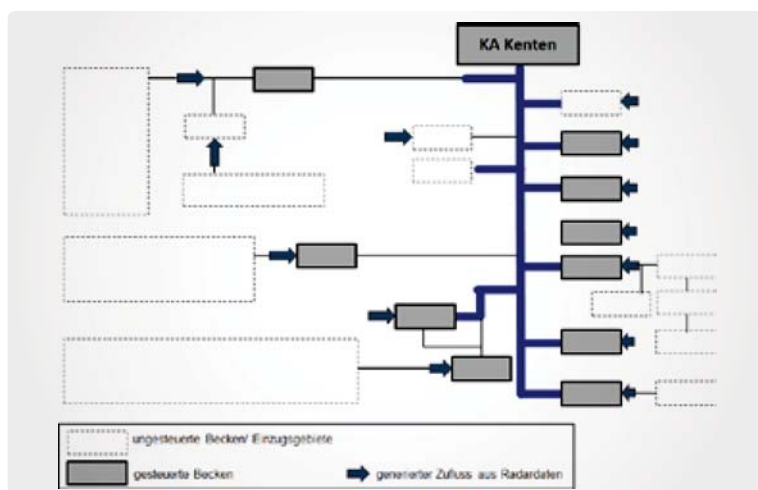 KA Kenten
ungesteuerte Becken/ Einzugsgebiete
gesteuerte Becken
generierter Zufluss aus Radardaten